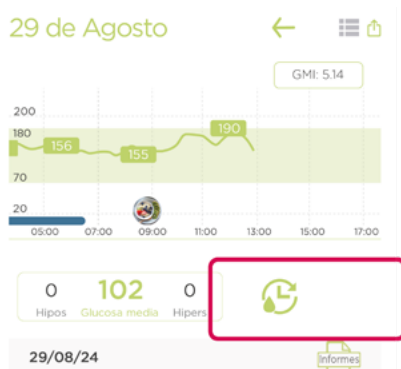 29 de Agosto
GMI: 5.14
200
180
190
156
155
70
20
05:00 07:00 09:00 11:00 13:00 15:00 17:00
0 102 0
Hipos Glucosa media Hipers
29/08/24 Informes